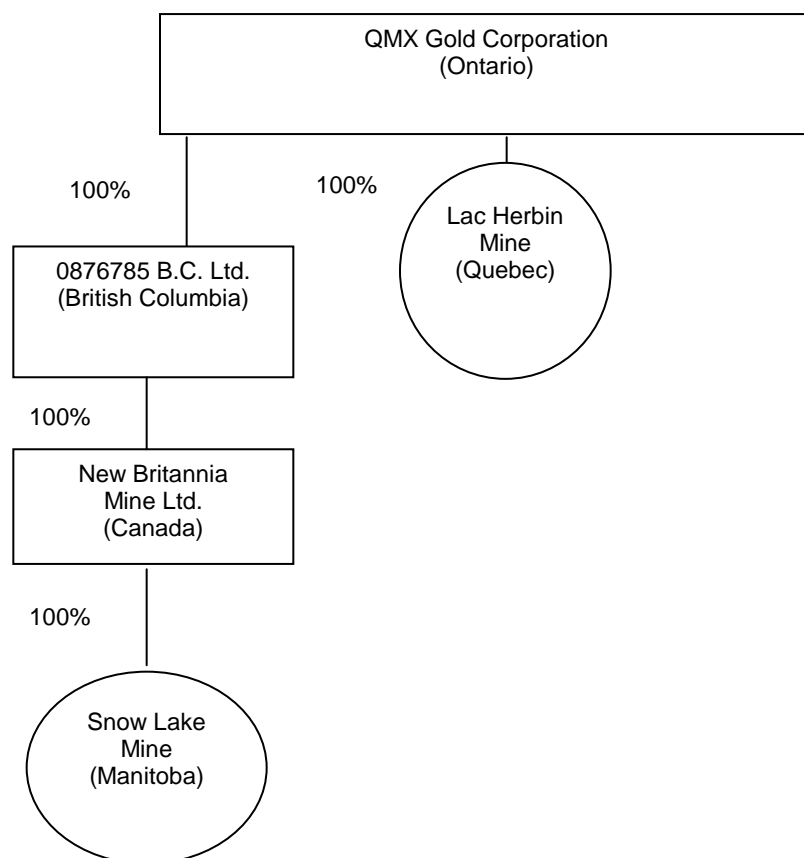 QMX Gold Corporation
(Ontario)
100%
100%
Lac Herbin
Mine
(Quebec)
0876785 B.C. Ltd.
(British Columbia)
100%
New Britannia
Mine Ltd.
(Canada)
100%
Snow Lake
Mine
(Manitoba)